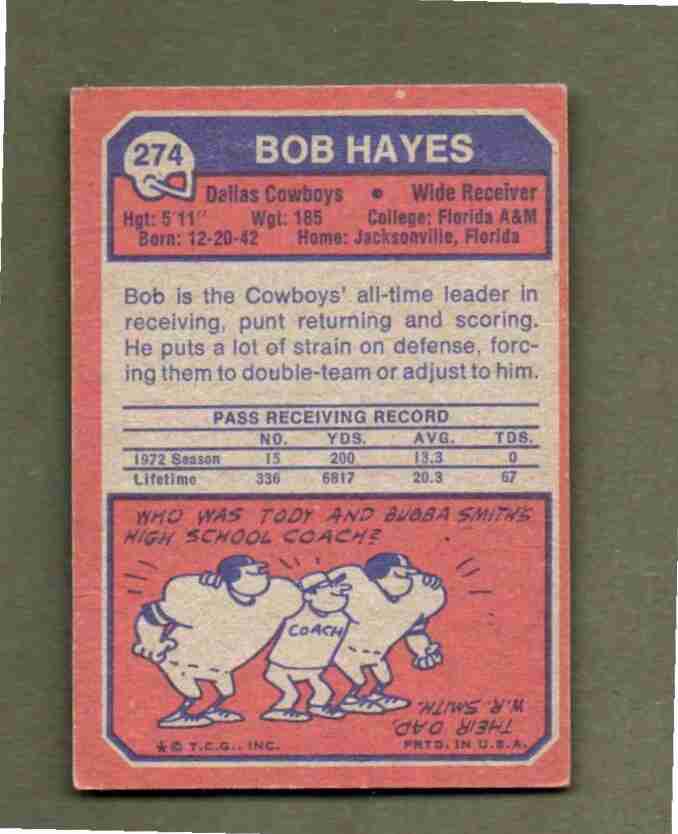 274
BOB HAYES
Dallas Cowboys • Wide Receiver
Hgt: 5'11" Wgt: 185 College: Florida A&M
Born: 12-20-42 Home: Jacksonville, Florida
Bob is the Cowboys' all-time leader in
receiving, punt returning and scoring.
He puts a lot of strain on defense, forc-
ing them to double-team or adjust to him.
PASS RECEIVING RECORD
NO. YDS. AVG. TDS.
1972 Season 15 200 13.3 0
Lifetime 336 6817 20.3 67
WHO WAS TODY AND BUBBA SMITH'S
HIGH SCHOOL COACH?
COACH
THEIR DAD,
W.R. SMITH.
* © T.C.G., INC. PRTD. IN U.S.A.